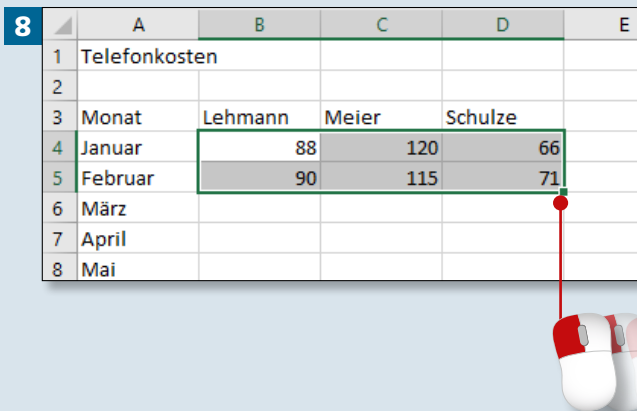 8
A B C D E
1 Telefonkosten
2
3 Monat Lehmann Meier Schulze
4 Januar 88 120 66
5 Februar 90 115 71
6 März
7 April
8 Mai